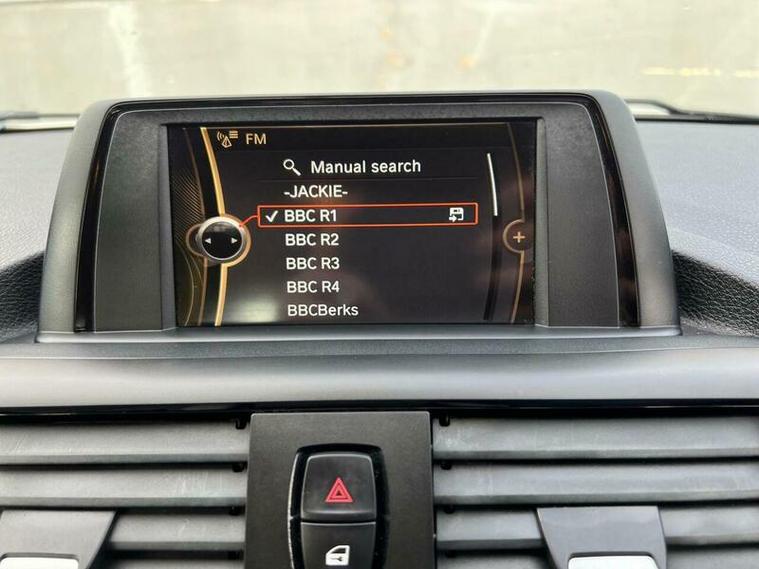 FM
Manual search
-JACKIE-
BBC R1
BBC R2
BBC R3
BBC R4
BBCBerks